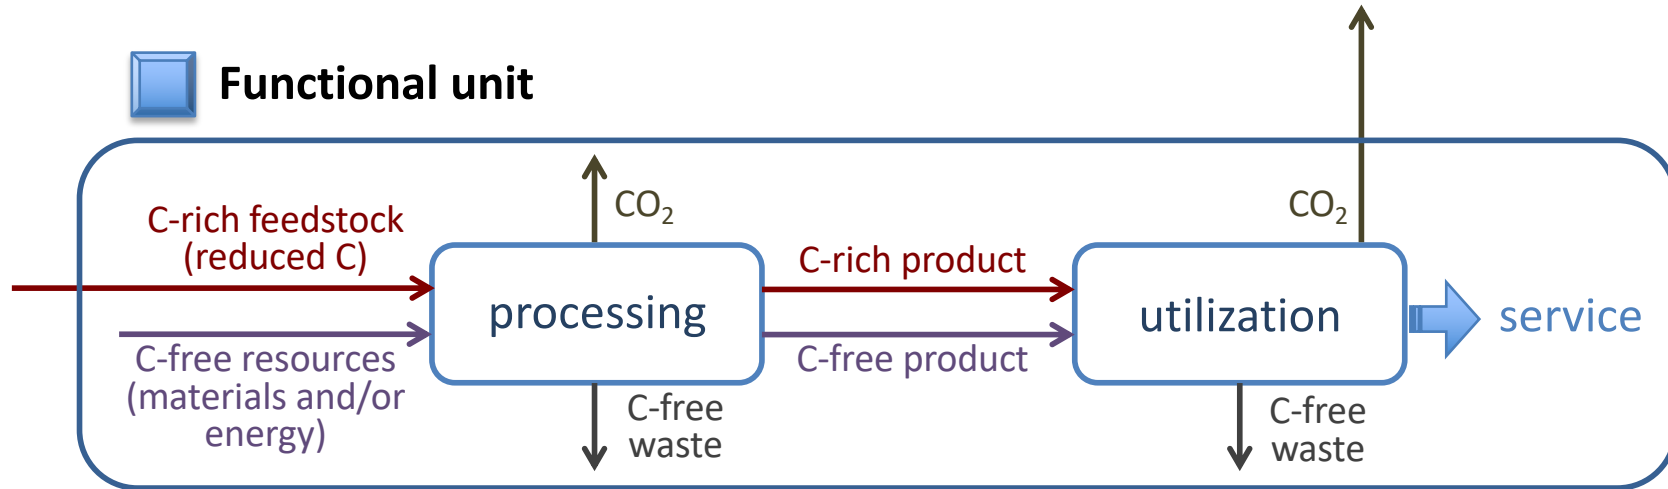 Functional unit
C-rich feedstock
(reduced C)
CO₂
C-rich product
CO₂
processing
utilization
service
C-free resources
(materials and/or
energy)
C-free product
C-free
waste
C-free
waste